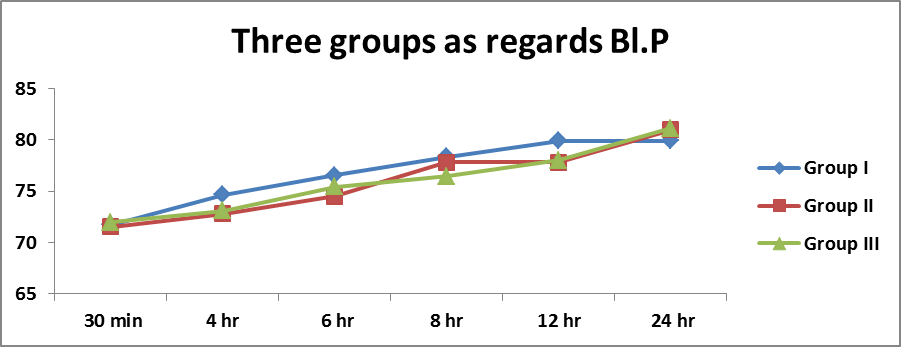 Three groups as regards Bl.P
85
80
75
70
65
30 min 4 hr 6 hr 8 hr 12 hr 24 hr
Group I
Group II
Group III